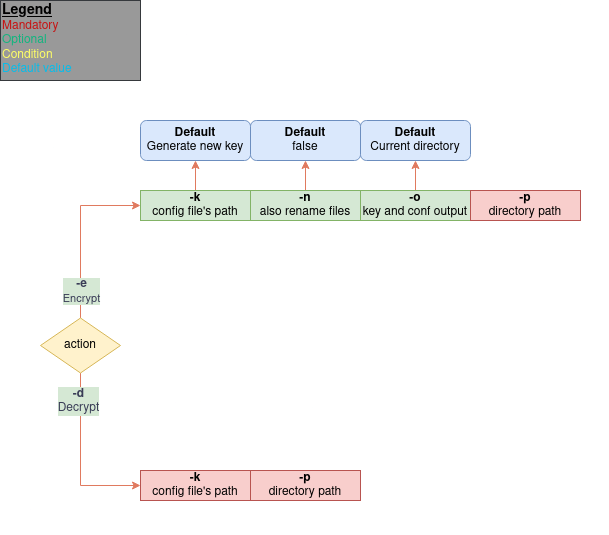 Legend
Mandatory
Optional
Condition
Default value
Default
Generate new key
Default
false
Default
Current directory
-k
config file's path
-n
also rename files
-o
key and conf output
-p
directory path
-e
Encrypt
action
-d
Decrypt
-k
config file's path
-p
directory path